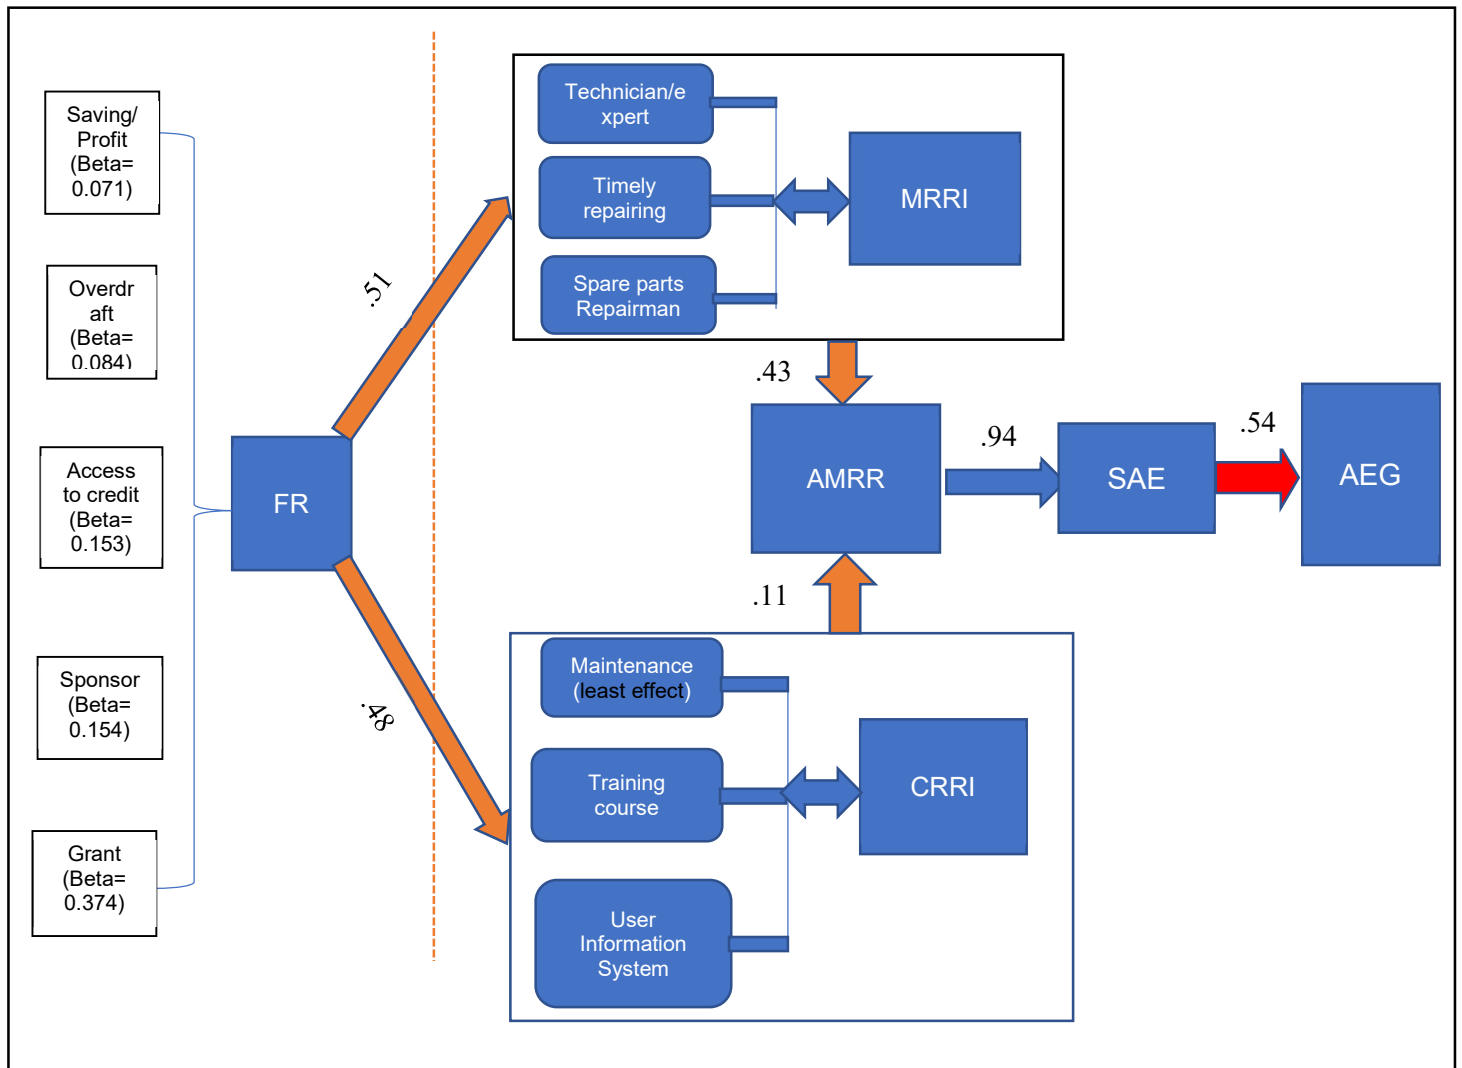 Saving/
Profit
(Beta=
0.071)
Overdr
aft
(Beta=
0.084)
Access
to credit
(Beta=
0.153)
Sponsor
(Beta=
0.154)
Grant
(Beta=
0.374)
FR
.51
.48
Technician/e
xpert
Timely
repairing
Spare parts
Repairman
MRRI
.43
AMRR
.94
SAE
.54
AEG
.11
Maintenance
(least effect)
Training
course
User
Information
System
CRRI